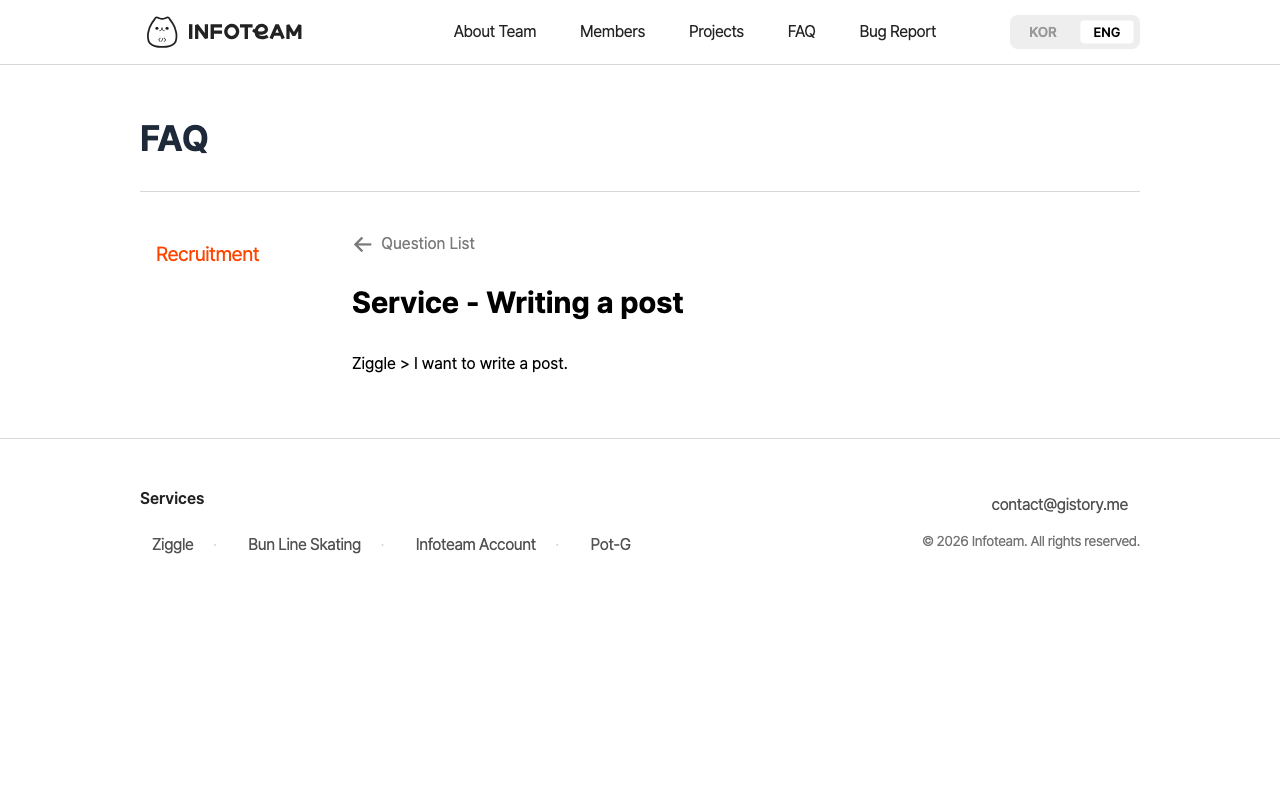 INFOTEAM
About Team
Members
Projects
FAQ
Bug Report
KOR
ENG
FAQ
Recruitment
Question List
Service - Writing a post
Ziggle > I want to write a post.
Services
Ziggle · Bun Line Skating · Infoteam Account · Pot-G
contact@gistory.me
© 2026 Infoteam. All rights reserved.